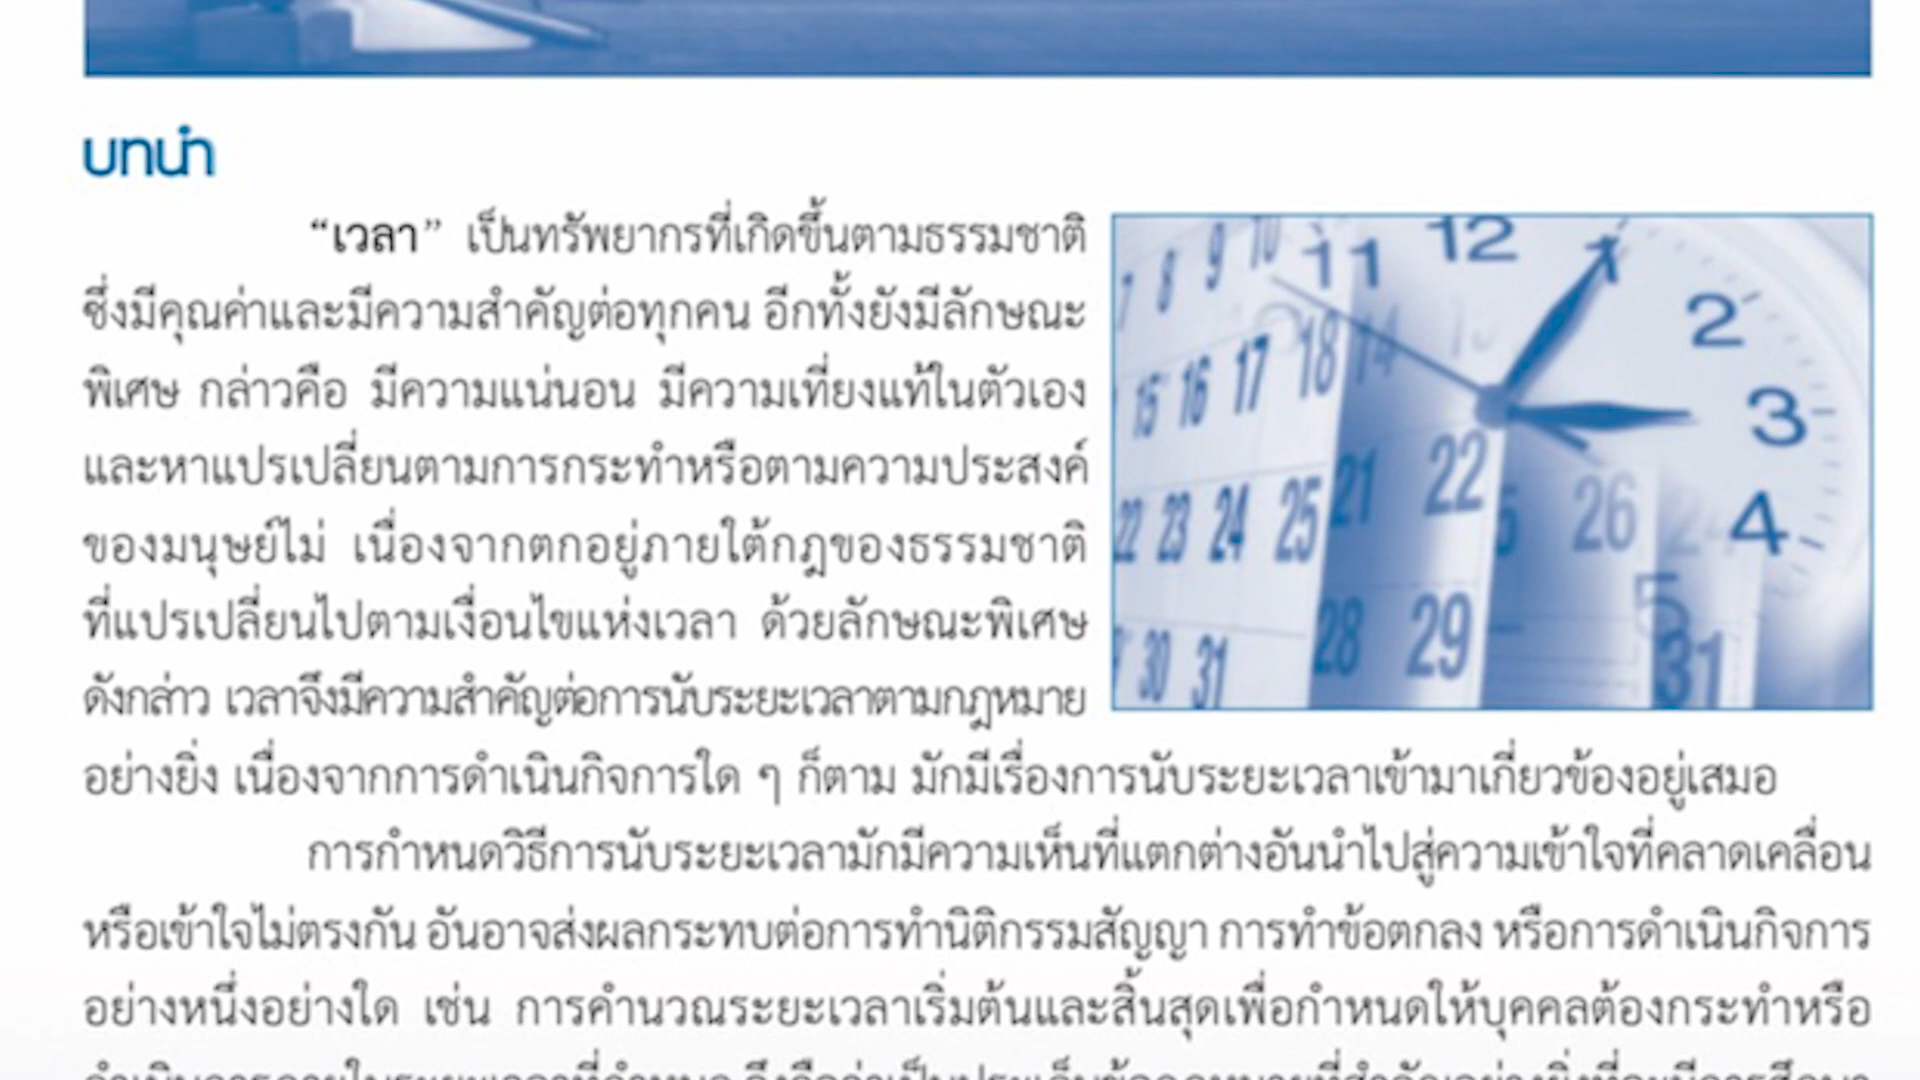 บทนำ
“เวลา” เป็นทรัพยากรที่เกิดขึ้นตามธรรมชาติ
ซึ่งมีคุณค่าและมีความสำคัญต่อทุกคน อีกทั้งยังมีลักษณะ
พิเศษ กล่าวคือ มีความแน่นอน มีความเที่ยงแท้ในตัวเอง
และหาแปรเปลี่ยนตามการกระทำหรือตามความประสงค์
ของมนุษย์ไม่ เนื่องจากตกอยู่ภายใต้กฎของธรรมชาติ
ที่แปรเปลี่ยนไปตามเงื่อนไขแห่งเวลา ด้วยลักษณะพิเศษ
ดังกล่าว เวลาจึงมีความสำคัญต่อการนับระยะเวลาตามกฎหมาย
อย่างยิ่ง เนื่องจากการดำเนินกิจการใด ๆ ก็ตาม มักมีเรื่องการนับระยะเวลาเข้ามาเกี่ยวข้องอยู่เสมอ
การกำหนดวิธีการนับระยะเวลามักมีความเห็นที่แตกต่างอันนำไปสู่ความเข้าใจที่คลาดเคลื่อน
หรือเข้าใจไม่ตรงกัน อันอาจส่งผลกระทบต่อการทำนิติกรรมสัญญา การทำข้อตกลง หรือการดำเนินกิจการ
อย่างหนึ่งอย่างใด เช่น การคำนวณระยะเวลาเริ่มต้นและสิ้นสุดเพื่อกำหนดให้บุคคลต้องกระทำหรือ
7 8 9 10
15 16 17 18
22 23 24 25
30 31
14
21 22
28 29
26
31
11 12 1 2 3 4 5